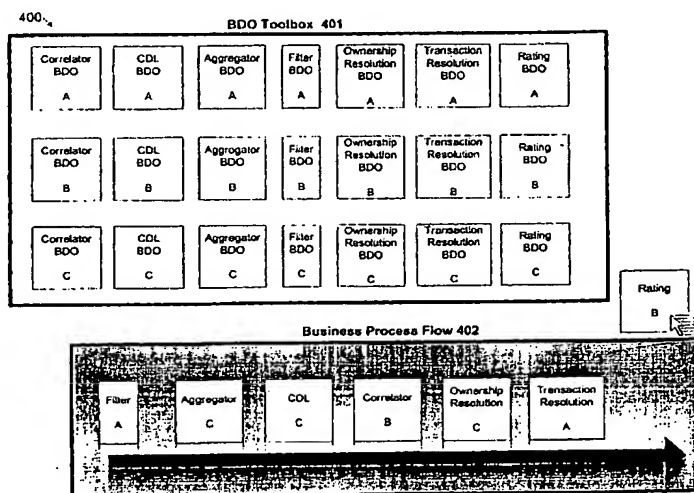 400
BDO Toolbox 401
Correlator BDO A
CDL BDO A
Aggregator BDO A
Filter BDO A
Ownership Resolution BDO A
Transaction Resolution BDO A
Rating BDO A
Correlator BDO B
CDL BDO B
Aggregator BDO B
Filter BDO B
Ownership Resolution BDO B
Transaction Resolution BDO B
Rating BDO B
Correlator BDO C
CDL BDO C
Aggregator BDO C
Filter BDO C
Ownership Resolution BDO C
Transaction Resolution BDO C
Rating BDO C
Rating B
Business Process Flow 402
Filter A
Aggregator C
CDL C
Correlator B
Ownership Resolution C
Transaction Resolution A